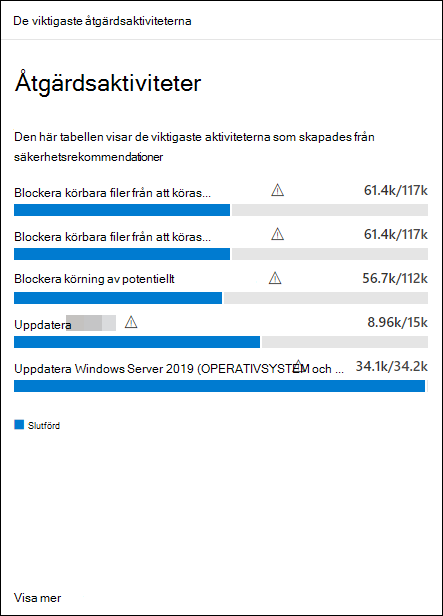 De viktigaste åtgärdsaktiviteterna
Åtgärdsaktiviteter
Den här tabellen visar de viktigaste aktiviteterna som skapades från
säkerhetsrekommendationer
Blockera körbara filer från att köras... 61.4k/117k
Blockera körbara filer från att köras... 61.4k/117k
Blockera körning av potentiellt 56.7k/112k
Uppdatera 8.96k/15k
Uppdatera Windows Server 2019 (OPERATIVSYSTEM och ... 34.1k/34.2k
Slutförd
Visa mer